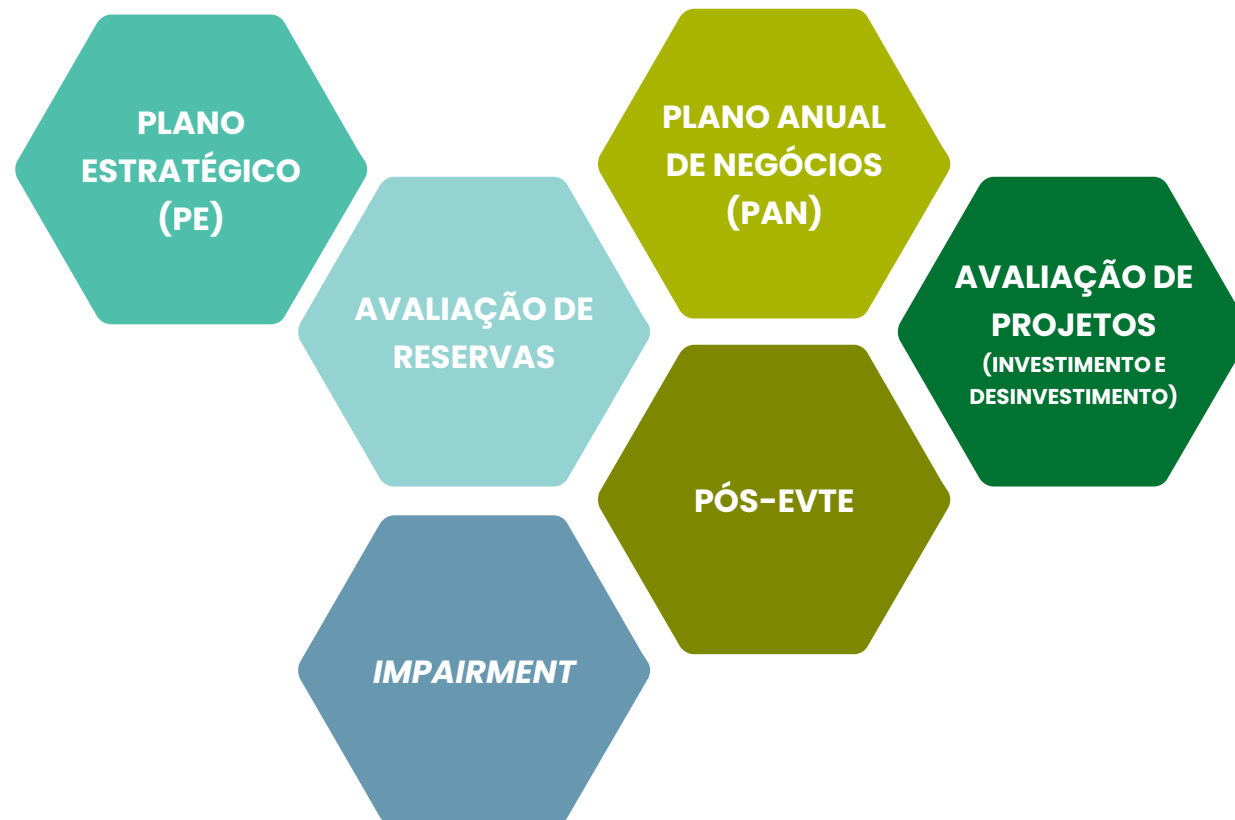 PLANO
ESTRATÉGICO
(PE)
AVALIAÇÃO DE
RESERVAS
PLANO ANUAL
DE NEGÓCIOS
(PAN)
AVALIAÇÃO DE
PROJETOS
(INVESTIMENTO E
DESINVESTIMENTO)
PÓS-EVTE
IMPAIRMENT